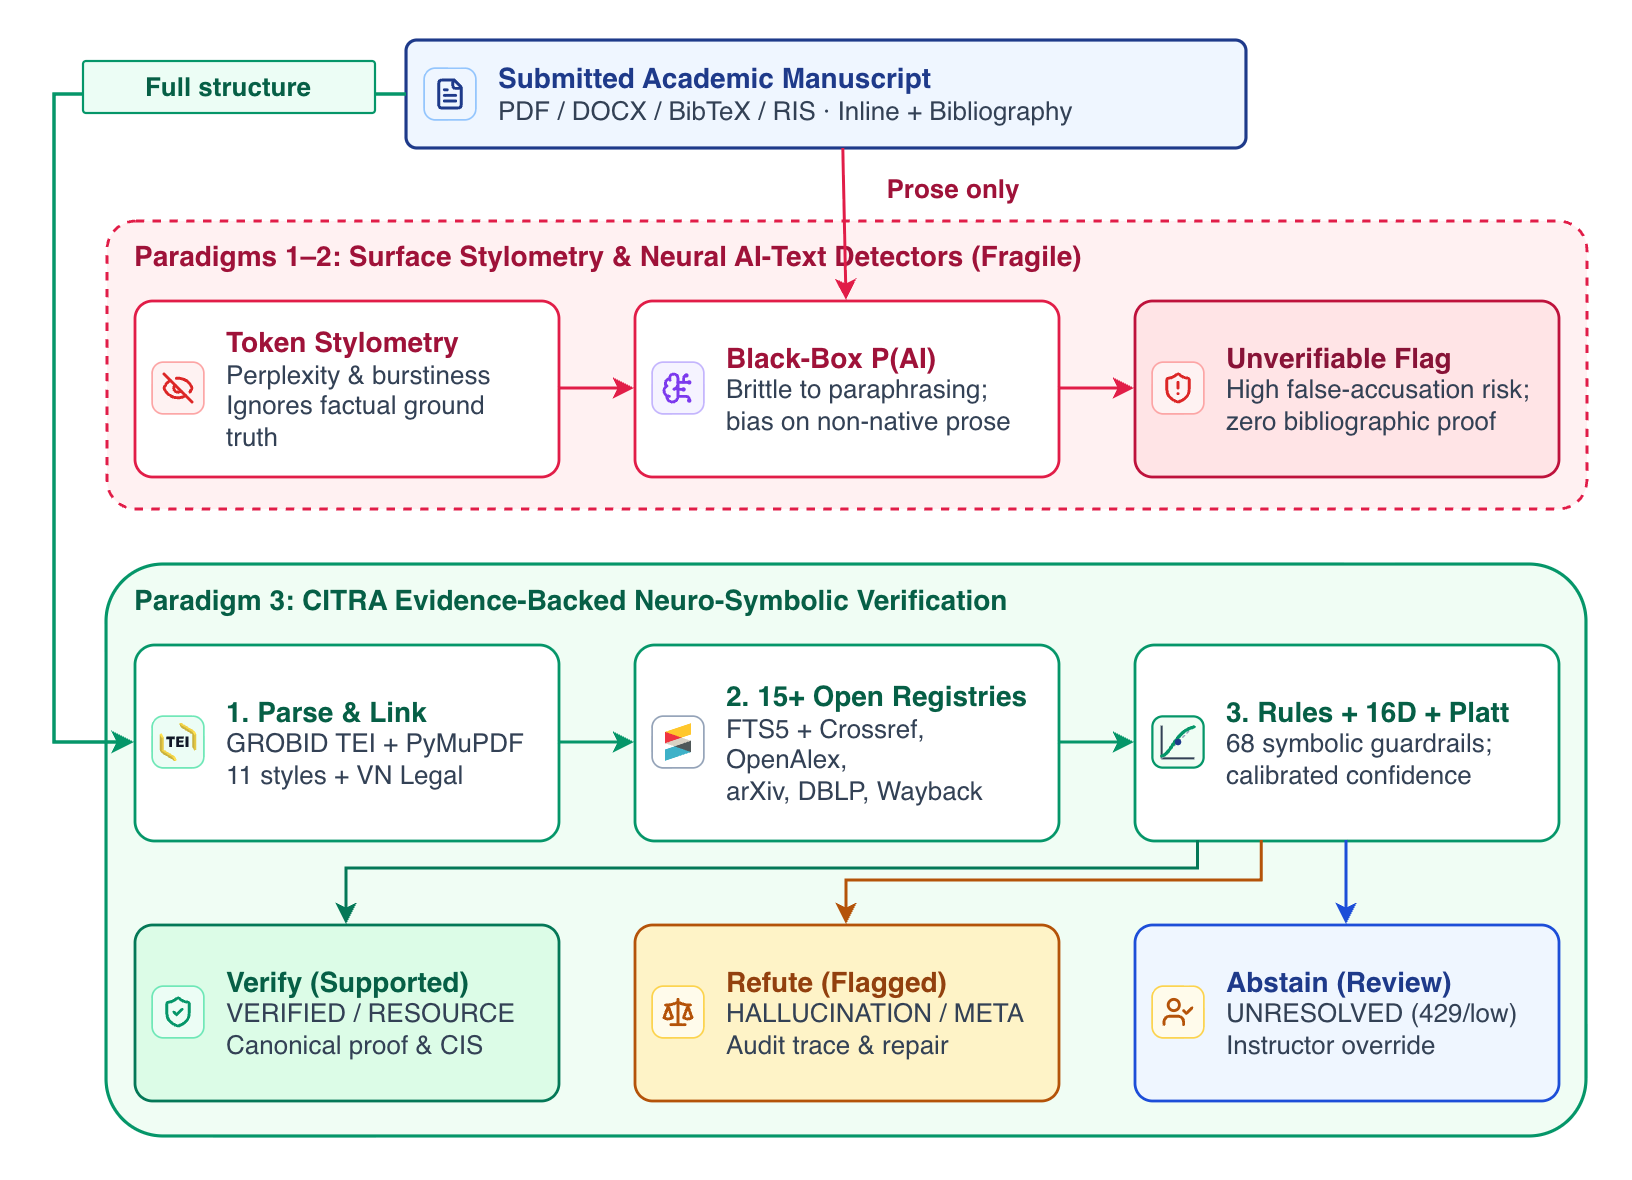 Full structure
Submitted Academic Manuscript
PDF / DOCX / BibTeX / RIS · Inline + Bibliography
Prose only
Paradigms 1–2: Surface Stylometry & Neural AI-Text Detectors (Fragile)
Token Stylometry
Perplexity & burstiness
Ignores factual ground
truth
Black-Box P(AI)
Brittle to paraphrasing;
bias on non-native prose
Unverifiable Flag
High false-accusation risk;
zero bibliographic proof
Paradigm 3: CITRA Evidence-Backed Neuro-Symbolic Verification
TEI
1. Parse & Link
GROBID TEI + PyMuPDF
11 styles + VN Legal
2. 15+ Open Registries
FTS5 + Crossref,
OpenAlex,
arXiv, DBLP, Wayback
3. Rules + 16D + Platt
68 symbolic guardrails;
calibrated confidence
Verify (Supported)
VERIFIED / RESOURCE
Canonical proof & CIS
Refute (Flagged)
HALLUCINATION / META
Audit trace & repair
Abstain (Review)
UNRESOLVED (429/low)
Instructor override